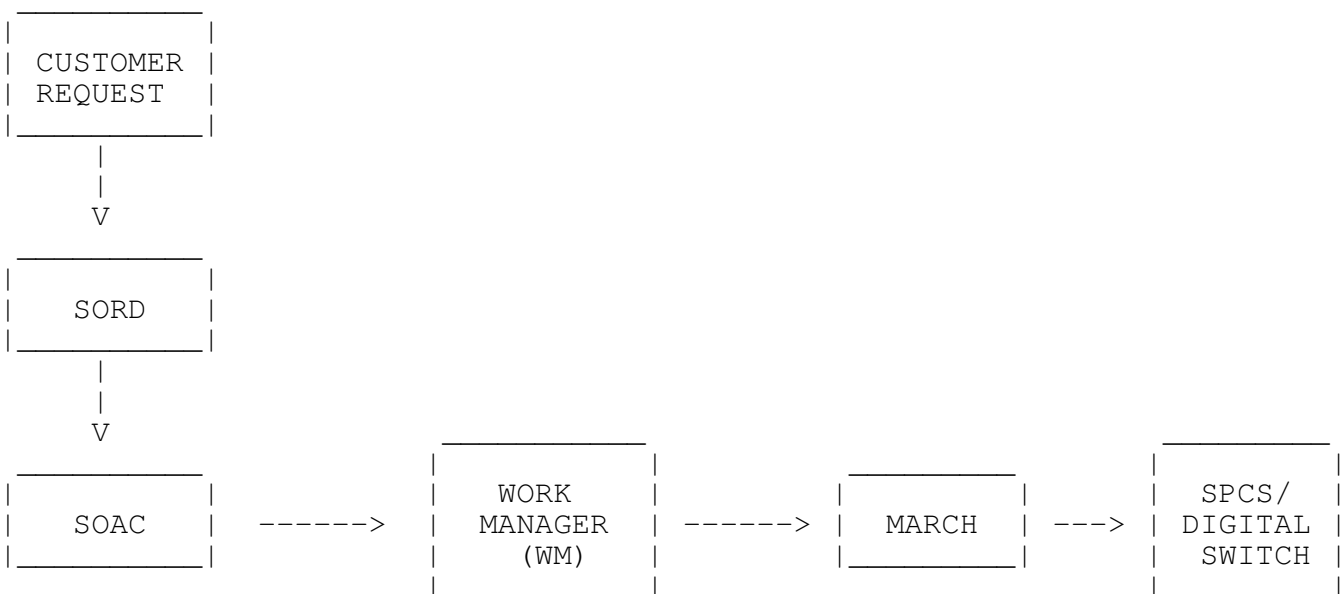 CUSTOMER
REQUEST
V
SORD
V
SOAC ------> WORK MANAGER (WM) ------> MARCH ---> SPCS/ DIGITAL SWITCH